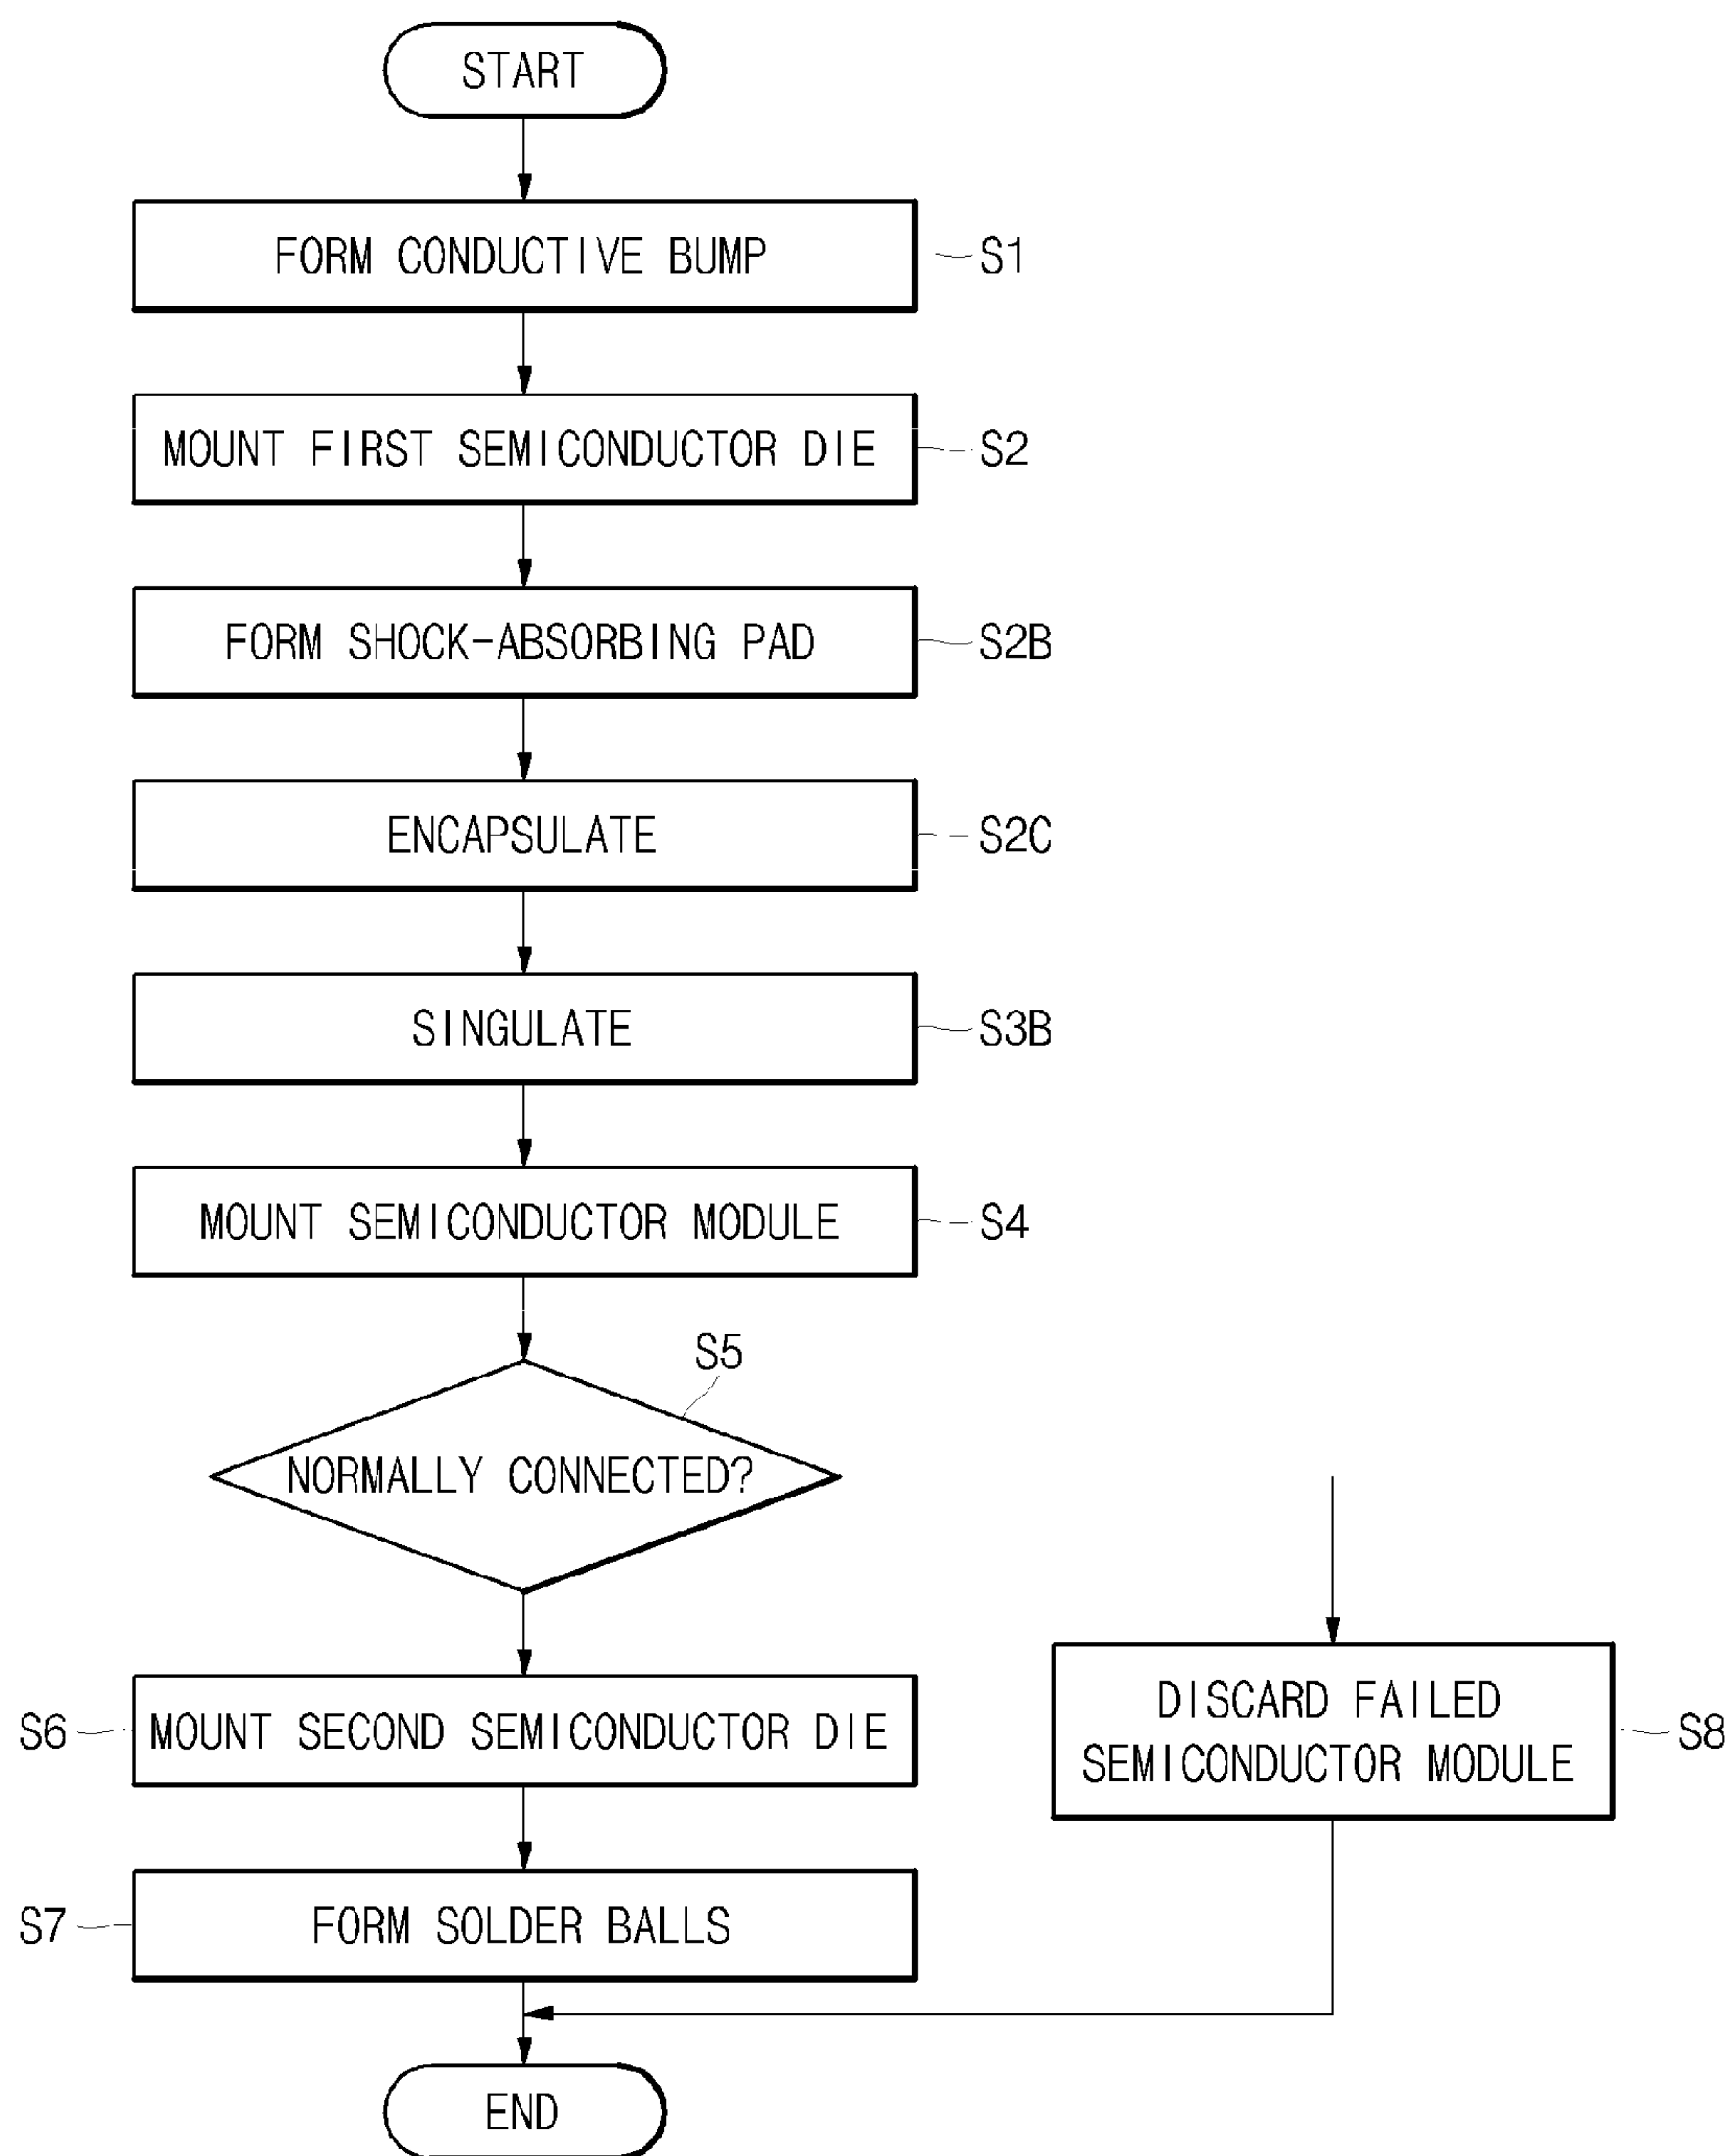 START
FORM CONDUCTIVE BUMP
S1
MOUNT FIRST SEMICONDUCTOR DIE
S2
FORM SHOCK-ABSORBING PAD
S2B
ENCAPSULATE
S2C
SINGULATE
S3B
MOUNT SEMICONDUCTOR MODULE
S4
S5
NORMALLY CONNECTED?
S6
MOUNT SECOND SEMICONDUCTOR DIE
DISCARD FAILED
SEMICONDUCTOR MODULE
S8
S7
FORM SOLDER BALLS
END